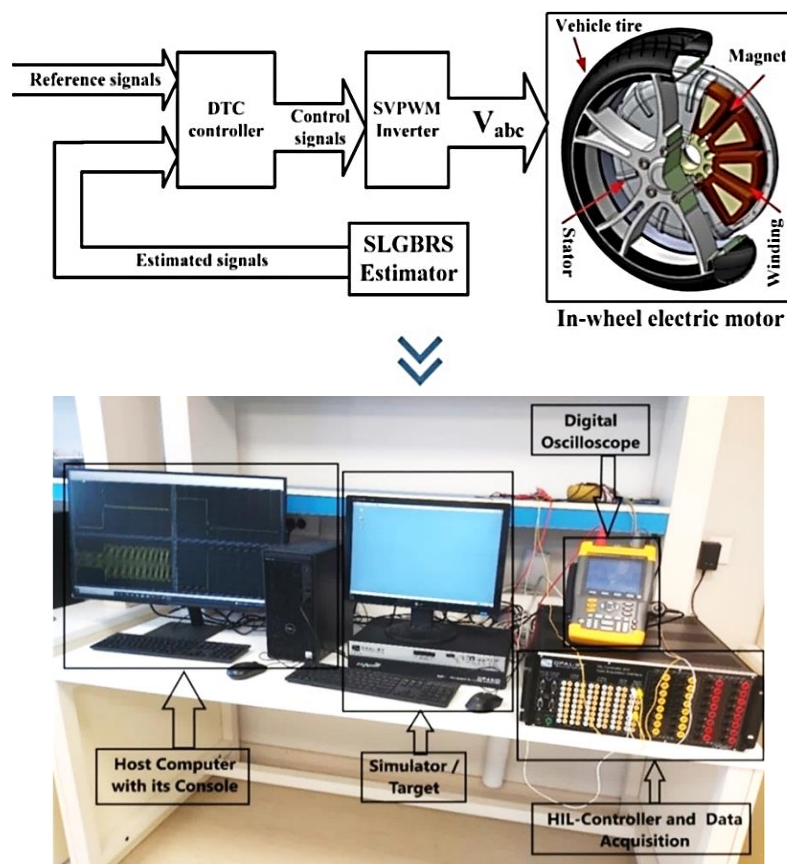 Vehicle tire
Magnet
Reference signals
DTC
controller
Control
signals
SVPWM
Inverter
Vabc
Stator
Winding
Estimated signals
SLGBRS
Estimator
In-wheel electric motor
Digital
Oscilloscope
Host Computer
with its Console
Simulator /
Target
HIL-Controller and Data
Acquisition